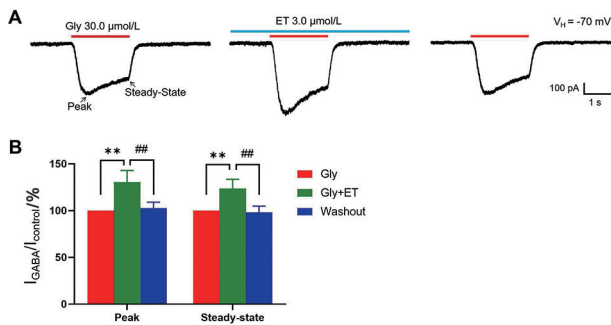 A
Gly 30.0 μmol/L
ET 3.0 μmol/L
V_H = -70 mV
Peak
Steady-State
100 pA
1 s
B
I_GABA/I_control/%
150
100
50
0
** ##
** ##
Gly
Gly+ET
Washout
Peak
Steady-state